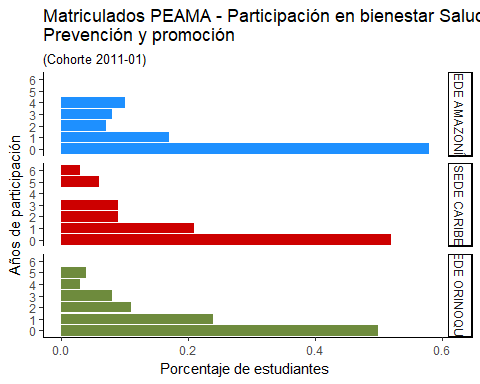 Matriculados PEAMA - Participación en bienestar Salud
Prevención y promoción
(Cohorte 2011-01)
Años de participación
6
5
4
3
2
1
0
EDE AMAZONÍ
6
5
4
3
2
1
0
SEDE CARIBE
6
5
4
3
2
1
0
EDE ORINOQU
0.0 0.2 0.4 0.6
Porcentaje de estudiantes